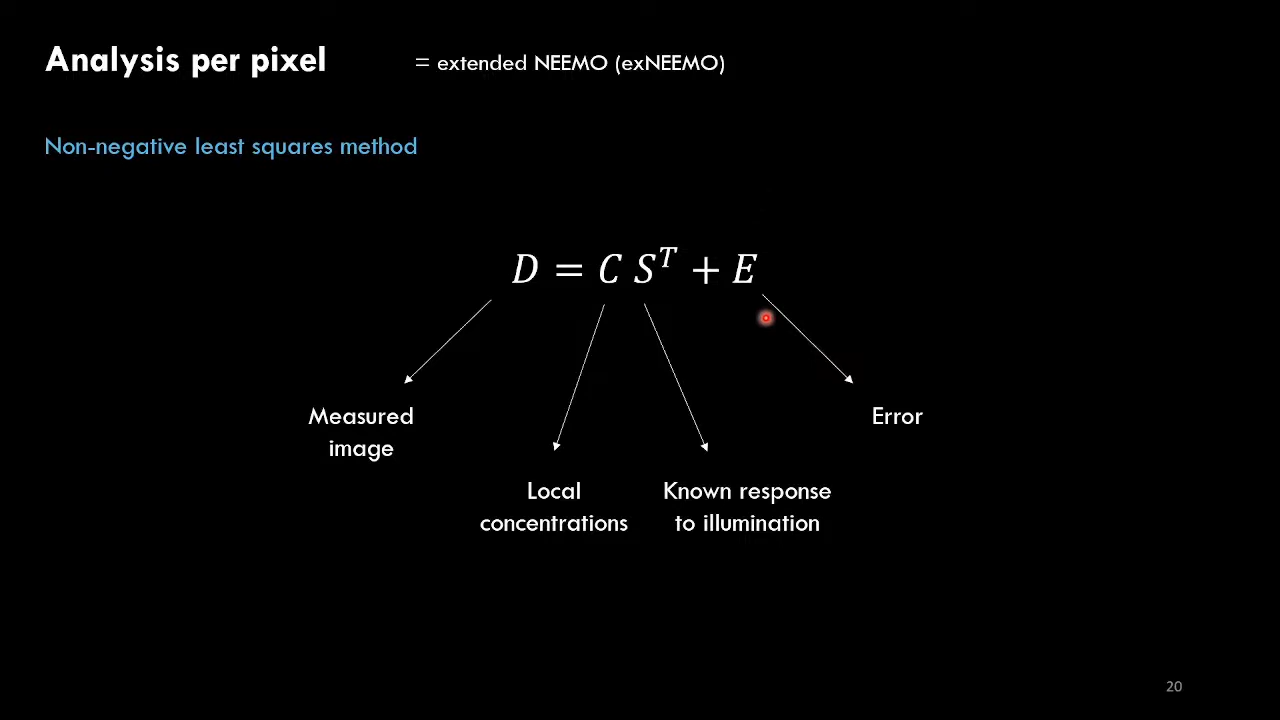 Analysis per pixel = extended NEEMO (exNEEMO)
Non-negative least squares method
D = C S^T + E
Measured
image
Local
concentrations
Known response
to illumination
Error
20